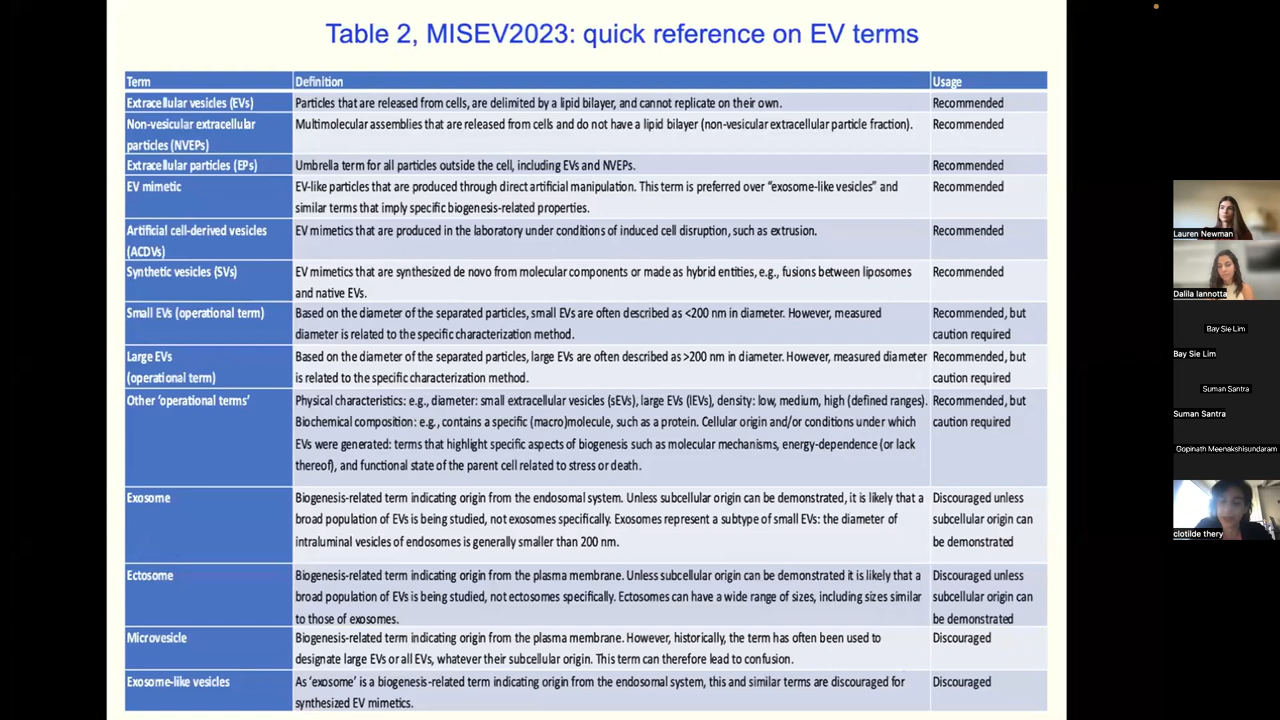 Table 2, MISEV2023: quick reference on EV terms
Term Definition Usage
Extracellular vesicles (EVs) Particles that are released from cells, are delimited by a lipid bilayer, and cannot replicate on their own. Recommended
Non-vesicular extracellular Multimolecular assemblies that are released from cells and do not have a lipid bilayer (non-vesicular extracellular particle fraction). Recommended
particles (NVEPs)
Extracellular particles (EPs) Umbrella term for all particles outside the cell, including EVs and NVEPs. Recommended
EV mimetic EV-like particles that are produced through direct artificial manipulation. This term is preferred over “exosome-like vesicles” and Recommended
similar terms that imply specific biogenesis-related properties.
Artificial cell-derived vesicles EV mimetics that are produced in the laboratory under conditions of induced cell disruption, such as extrusion. Recommended
(ACDVs)
Synthetic vesicles (SVs) EV mimetics that are synthesized de novo from molecular components or made as hybrid entities, e.g., fusions between liposomes Recommended
and native EVs.
Small EVs (operational term) Based on the diameter of the separated particles, small EVs are often described as <200 nm in diameter. However, measured Recommended, but
diameter is related to the specific characterization method. caution required
Large EVs Based on the diameter of the separated particles, large EVs are often described as >200 nm in diameter. However, measured diameter Recommended, but
(operational term) is related to the specific characterization method. caution required
Other ‘operational terms’ Physical characteristics: e.g., diameter: small extracellular vesicles (sEVs), large EVs (lEVs), density: low, medium, high (defined ranges). Recommended, but
Biochemical composition: e.g., contains a specific (macro)molecule, such as a protein. Cellular origin and/or conditions under which caution required
EVs were generated: terms that highlight specific aspects of biogenesis such as molecular mechanisms, energy-dependence (or lack
thereof), and functional state of the parent cell related to stress or death.
Exosome Biogenesis-related term indicating origin from the endosomal system. Unless subcellular origin can be demonstrated, it is likely that a Discouraged unless
broad population of EVs is being studied, not exosomes specifically. Exosomes represent a subtype of small EVs: the diameter of subcellular origin can
intraluminal vesicles of endosomes is generally smaller than 200 nm. be demonstrated
Ectosome Biogenesis-related term indicating origin from the plasma membrane. Unless subcellular origin can be demonstrated it is likely that a Discouraged unless
broad population of EVs is being studied, not ectosomes specifically. Ectosomes can have a wide range of sizes, including sizes similar subcellular origin can
to those of exosomes. be demonstrated
Microvesicle Biogenesis-related term indicating origin from the plasma membrane. However, historically, the term has often been used to Discouraged
designate large EVs or all EVs, whatever their subcellular origin. This term can therefore lead to confusion.
Exosome-like vesicles As ‘exosome’ is a biogenesis-related term indicating origin from the endosomal system, this and similar terms are discouraged for Discouraged
synthesized EV mimetics.
Lauren Newman
Dalila Iannotta
Bay Sie Lim
Bay Sie Lim
Suman Santra
Suman Santra
Gopinath Meenakshisundaram
clotilde thery